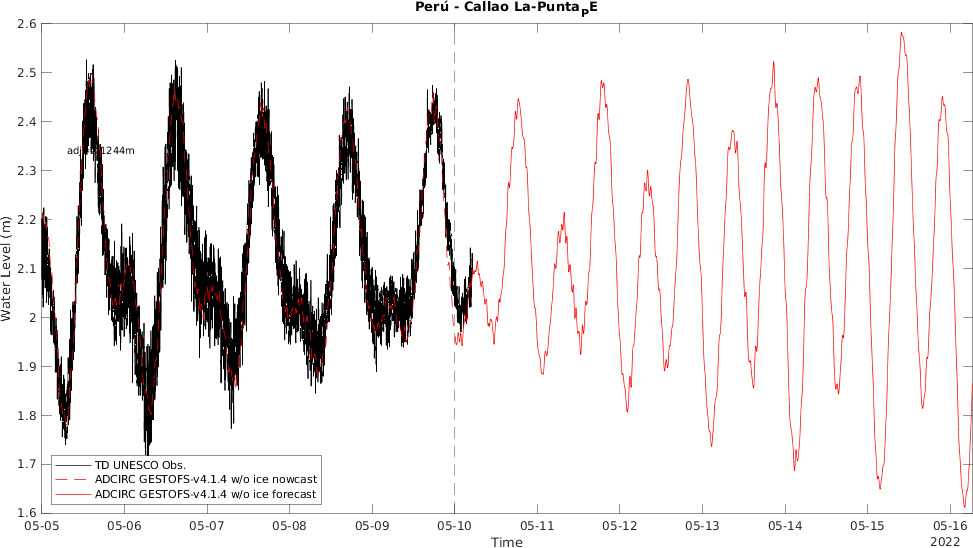 Perú - Callao La-PuntapE
2.6
2.5
2.4
2.3
2.2
2.1
2
1.9
1.8
1.7
1.6
Water Level (m)
1244m
TD UNESCO Obs.
ADCIRC GESTOFS-v4.1.4 w/o ice nowcast
ADCIRC GESTOFS-v4.1.4 w/o ice forecast
05-05 05-06 05-07 05-08 05-09 05-10 05-11 05-12 05-13 05-14 05-15 05-16
Time
2022